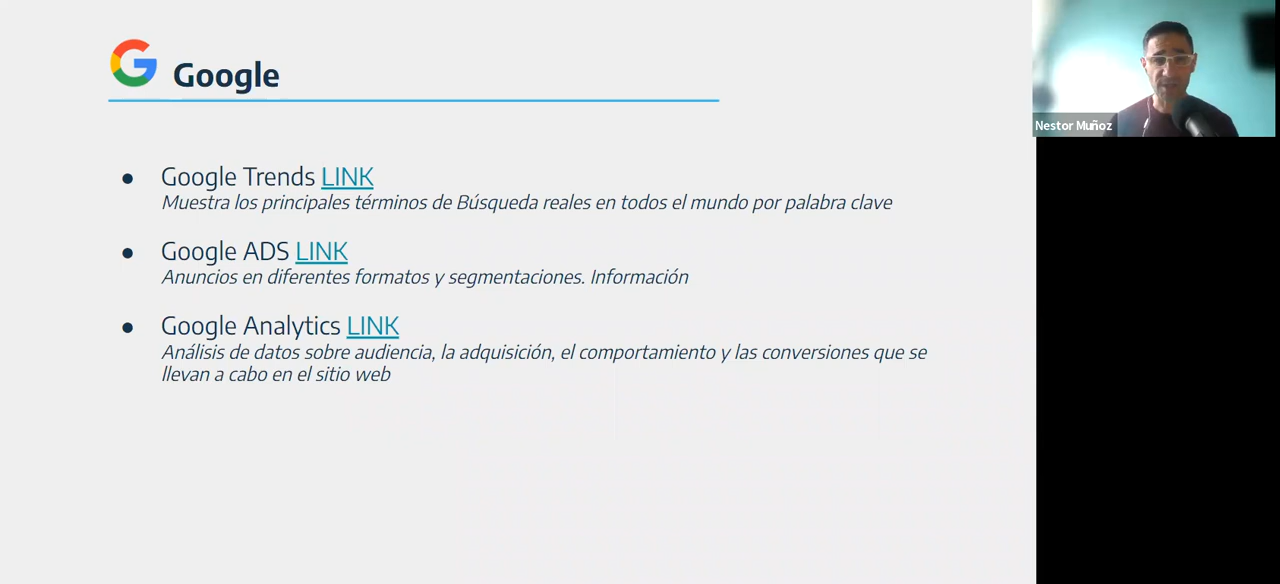 Google
Google Trends LINK
Muestra los principales términos de Búsqueda reales en todos el mundo por palabra clave
Google ADS LINK
Anuncios en diferentes formatos y segmentaciones. Información
Google Analytics LINK
Análisis de datos sobre audiencia, la adquisición, el comportamiento y las conversiones que se
llevan a cabo en el sitio web
Nestor Muñoz